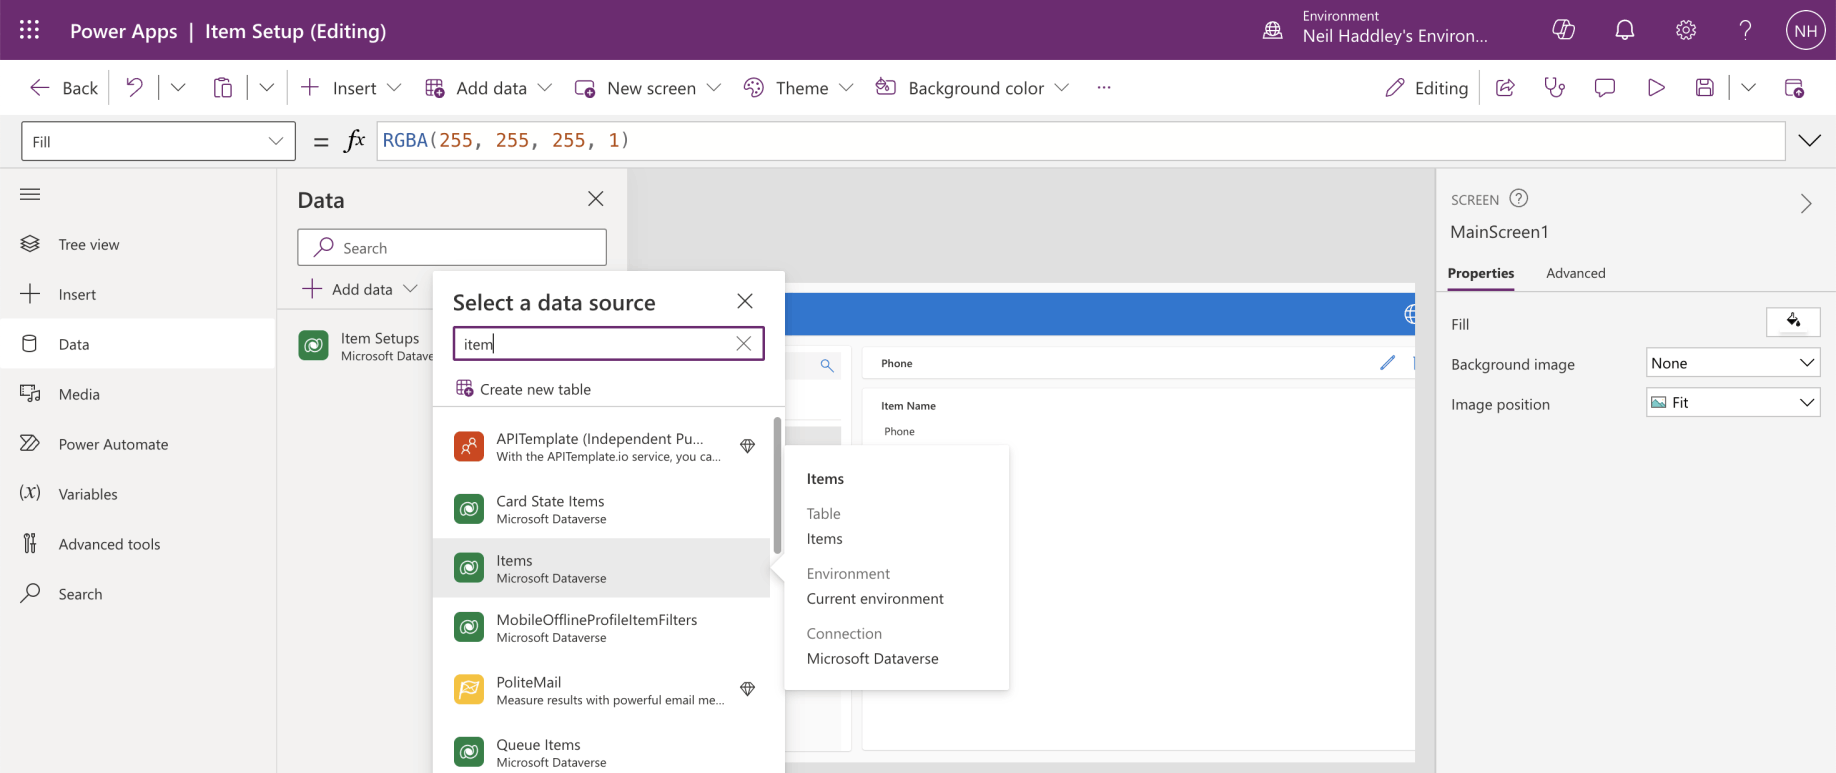 Power Apps | Item Setup (Editing)
Environment
Neil Haddley's Environ...
NH
Back
Insert
Add data
New screen
Theme
Background color
...
Editing
Fill
= fx
RGBA(255, 255, 255, 1)
Tree view
Insert
Data
Media
Power Automate
(x) Variables
Advanced tools
Search
Data
Search
Add data
Item Setups
Microsoft Datave
Select a data source
item
Create new table
APITemplate (Independent Pu...
With the APITemplate.io service, you ca...
Card State Items
Microsoft Dataverse
Items
Microsoft Dataverse
MobileOfflineProfileItemFilters
Microsoft Dataverse
PoliteMail
Measure results with powerful email me...
Queue Items
Microsoft Dataverse
Items
Table
Items
Environment
Current environment
Connection
Microsoft Dataverse
Phone
Item Name
Phone
SCREEN
MainScreen1
Properties
Advanced
Fill
Background image
None
Image position
Fit